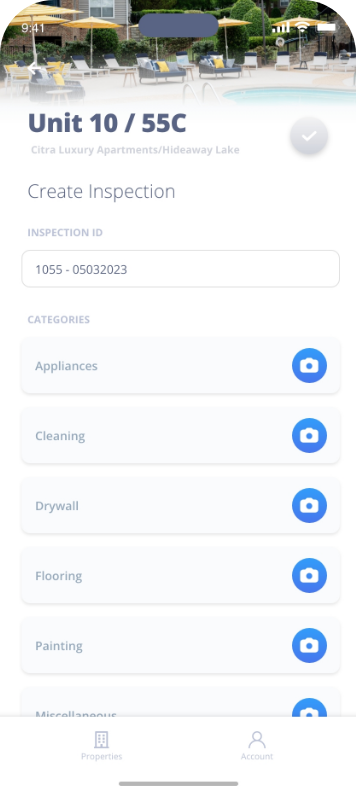 9:41
Unit 10 / 55C
Citra Luxury Apartments/Hideaway Lake
Create Inspection
INSPECTION ID
1055 - 05032023
CATEGORIES
Appliances
Cleaning
Drywall
Flooring
Painting
Miscellaneous
Properties
Account